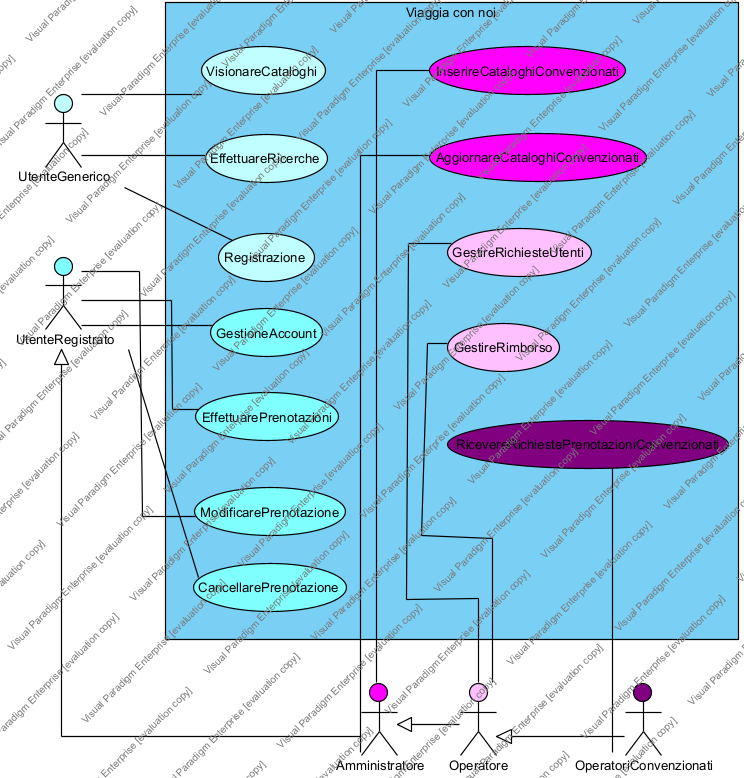 Viaggia con noi
VisionareCataloghi
InserireCataloghiConvenzionati
EffettuareRicerche
AggiornareCataloghiConvenzionati
UtenteGenerico
Registrazione
GestireRichiesteUtenti
UtenteRegistrato
GestioneAccount
GestireRimborso
EffettuarePrenotazioni
RicevereRichiestePrenotazioniConvenzionati
ModificarePrenotazione
CancellarePrenotazione
Amministratore
Operatore
OperatoriConvenzionati
Visual Paradigm Enterprise [evaluation copy]